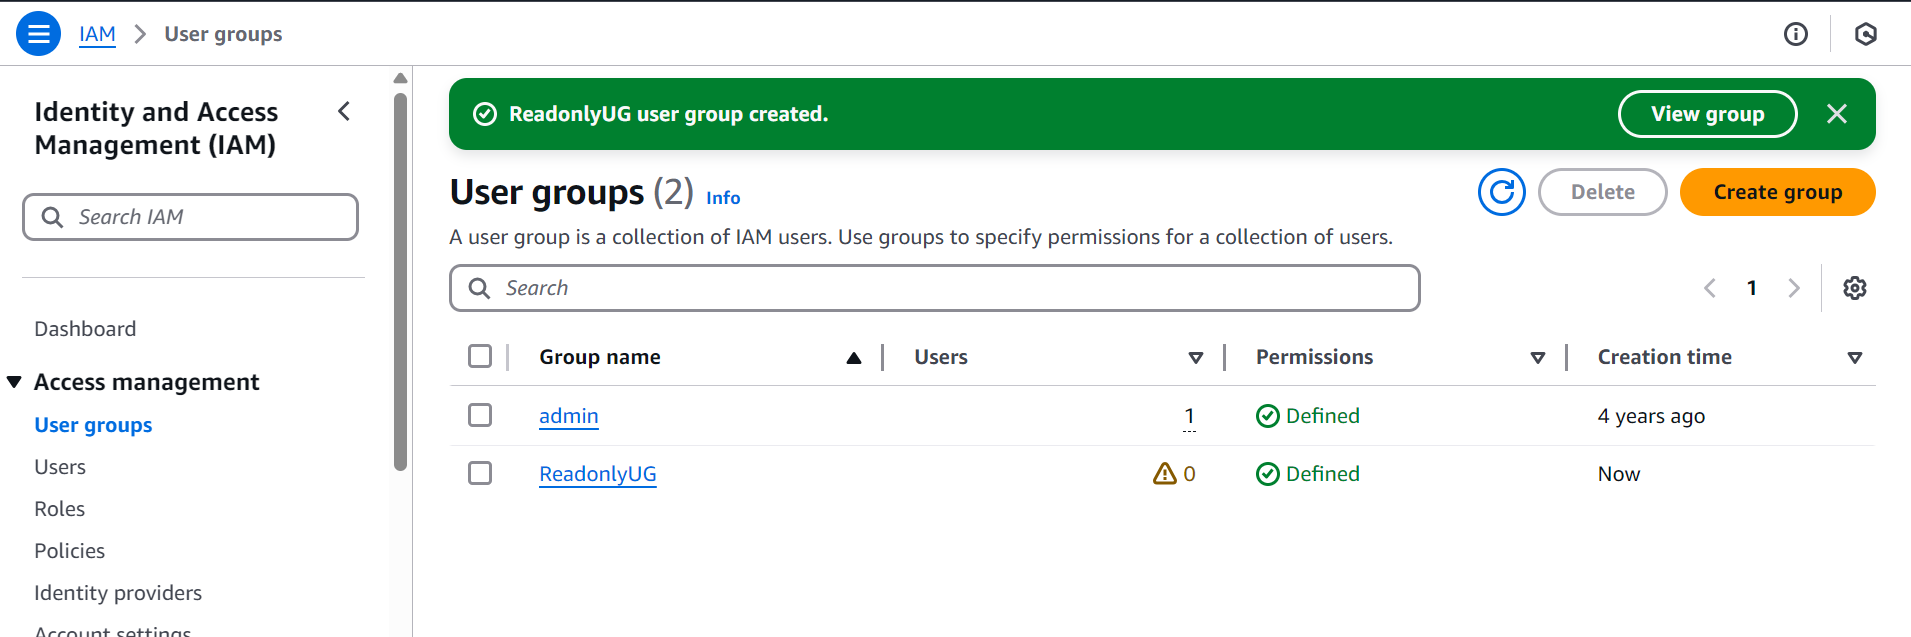 IAM > User groups
Identity and Access
Management (IAM)
Search IAM
Dashboard
Access management
User groups
Users
Roles
Policies
Identity providers
Account settings
ReadonlyUG user group created.
View group
User groups (2) Info
Delete
Create group
A user group is a collection of IAM users. Use groups to specify permissions for a collection of users.
Search
1
Group name Users Permissions Creation time
admin 1 Defined 4 years ago
ReadonlyUG 0 Defined Now